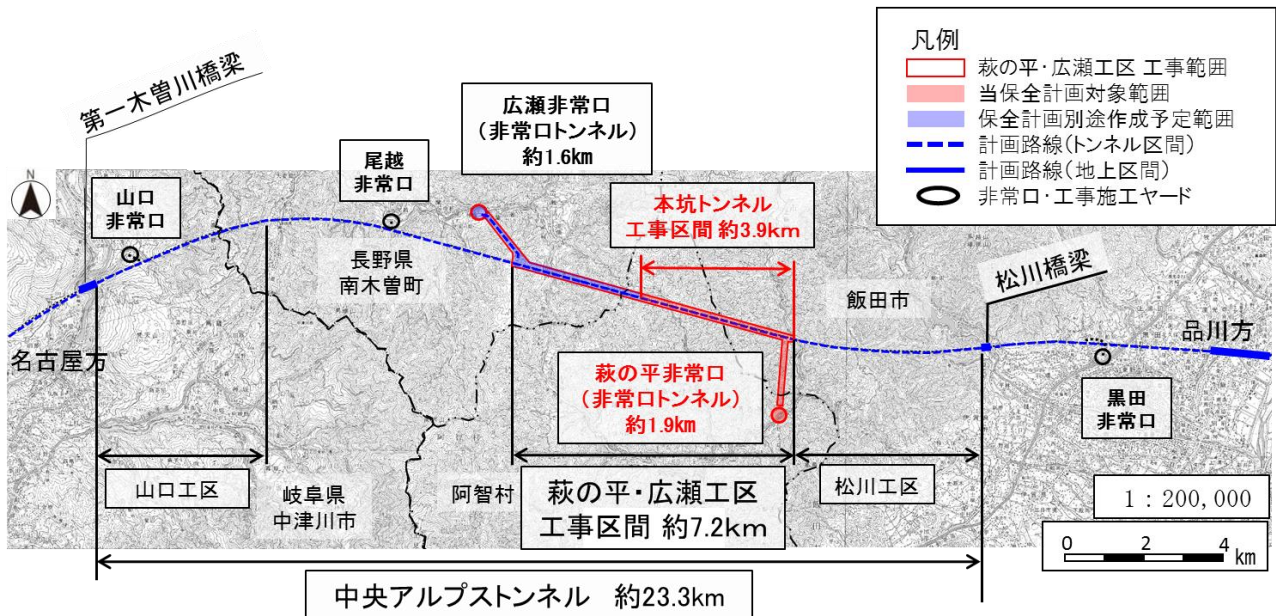 凡例
萩の平・広瀬工区 工事範囲
当保全計画対象範囲
保全計画別途作成予定範囲
計画路線(トンネル区間)
計画路線(地上区間)
非常口・工事施工ヤード
第一木曽川橋梁
広瀬非常口
(非常口トンネル)
約1.6km
尾越
非常口
N
山口
非常口
本坑トンネル
工事区間 約3.9km
長野県
南木曽町
飯田市
松川橋梁
名古屋方
品川方
萩の平非常口
(非常口トンネル)
約1.9km
黒田
非常口
山口工区
岐阜県
中津川市
阿智村
萩の平・広瀬工区
工事区間 約7.2km
松川工区
1:200,000
0 2 4
km
中央アルプストンネル 約23.3km